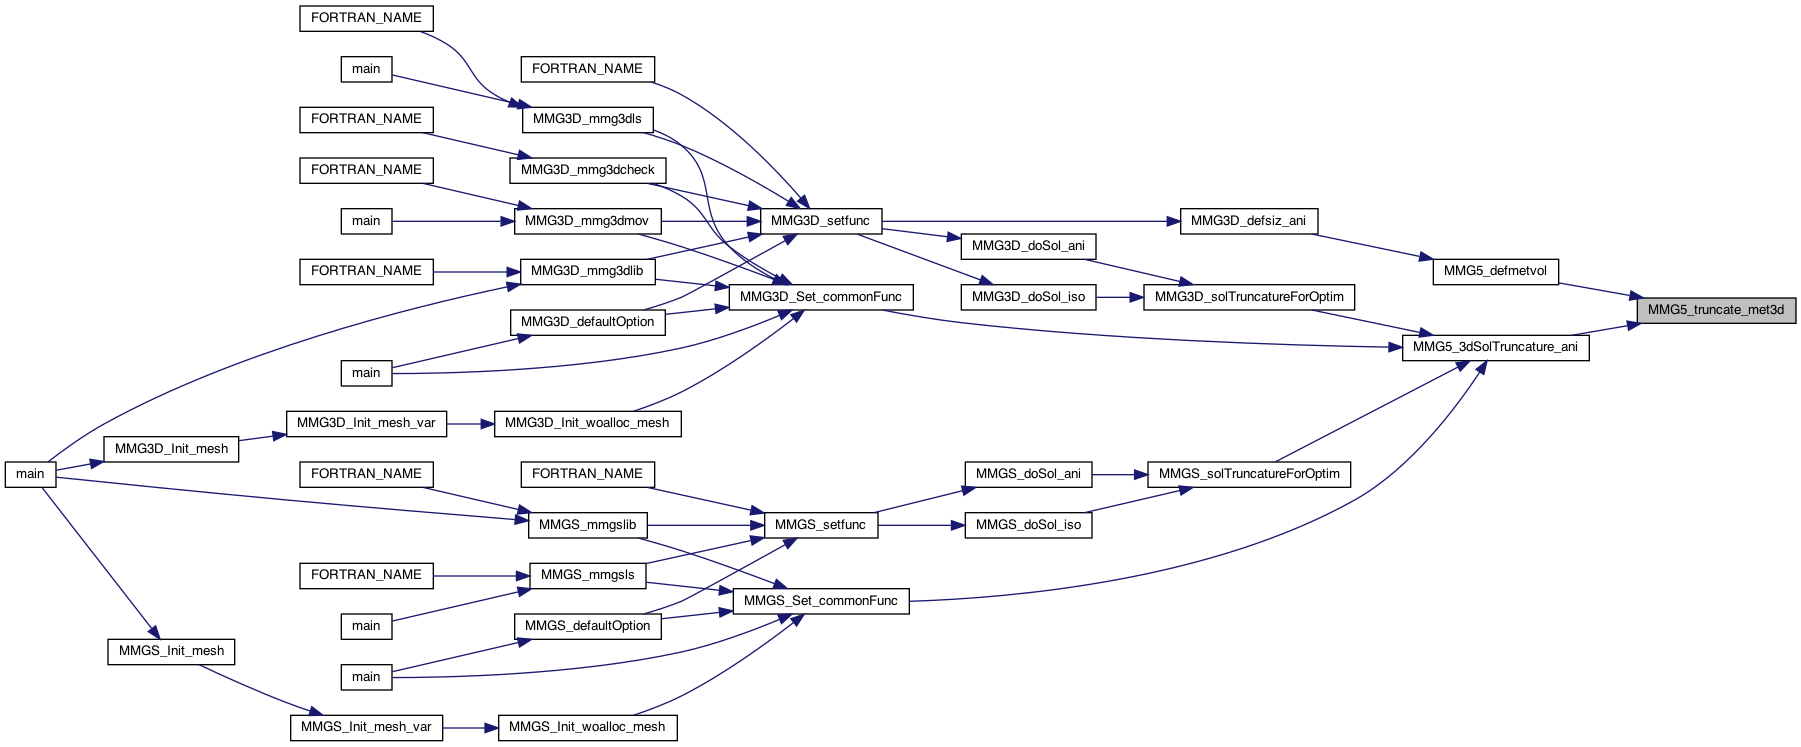 FORTRAN_NAME
main
FORTRAN_NAME
FORTRAN_NAME
MMG3D_mmg3dls
FORTRAN_NAME
MMG3D_mmg3dcheck
FORTRAN_NAME
main
MMG3D_mmg3dmov
MMG3D_setfunc
MMG3D_defsiz_ani
MMG3D_doSol_ani
FORTRAN_NAME
MMG3D_mmg3dlib
MMG5_defmetvol
MMG3D_Set_commonFunc
MMG3D_doSol_iso
MMG3D_solTruncatureForOptim
MMG5_truncate_met3d
MMG3D_defaultOption
MMG5_3dSolTruncature_ani
main
MMG3D_Init_mesh_var
MMG3D_Init_woalloc_mesh
MMG3D_Init_mesh
main
FORTRAN_NAME
FORTRAN_NAME
MMGS_doSol_ani
MMGS_solTruncatureForOptim
MMGS_mmgslib
MMGS_setfunc
MMGS_doSol_iso
FORTRAN_NAME
MMGS_mmgsls
MMGS_Set_commonFunc
main
MMGS_defaultOption
MMGS_Init_mesh
main
MMGS_Init_mesh_var
MMGS_Init_woalloc_mesh